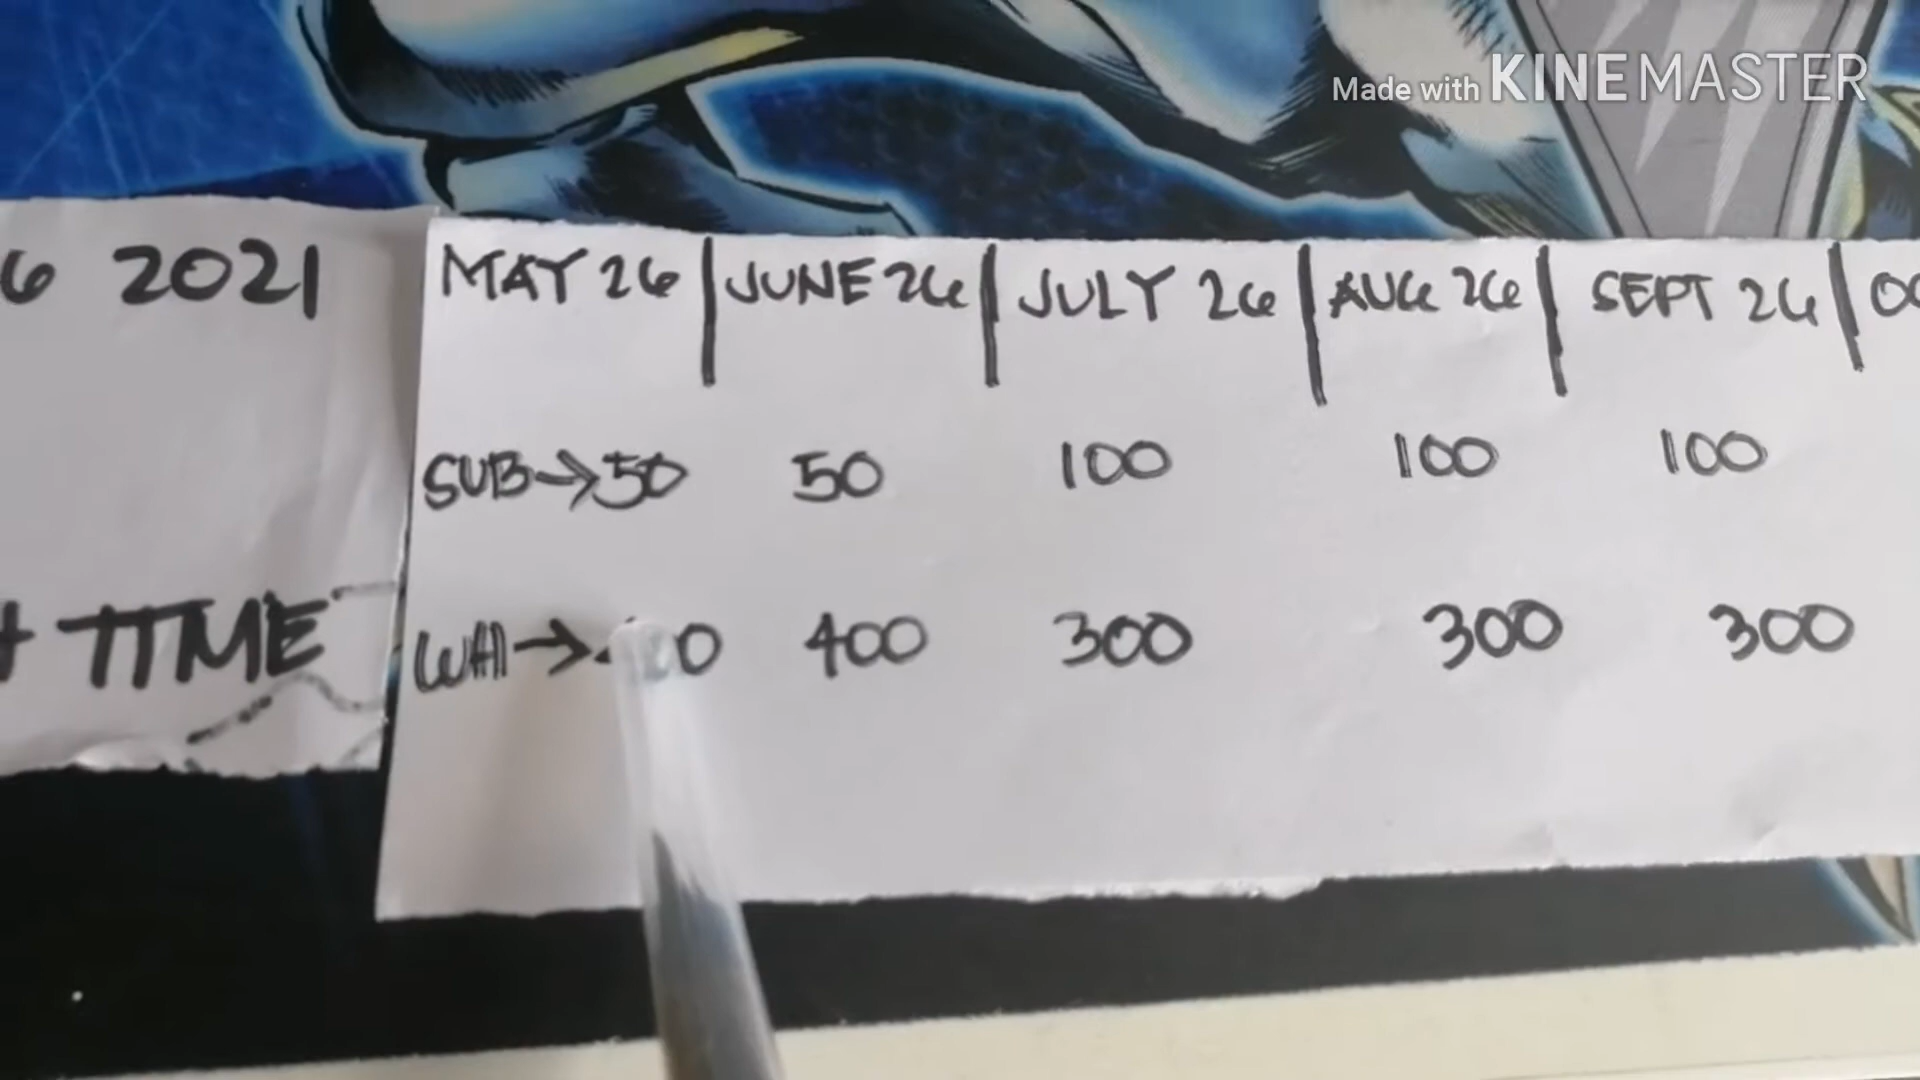 Made with KINEMASTER
6 2021
MAY 26 | JUNE 26 | JULY 26 | AUG 26 | SEPT 26 |
SUB→50 50 100 100 100
WH→ 400 300 300 300
TIME